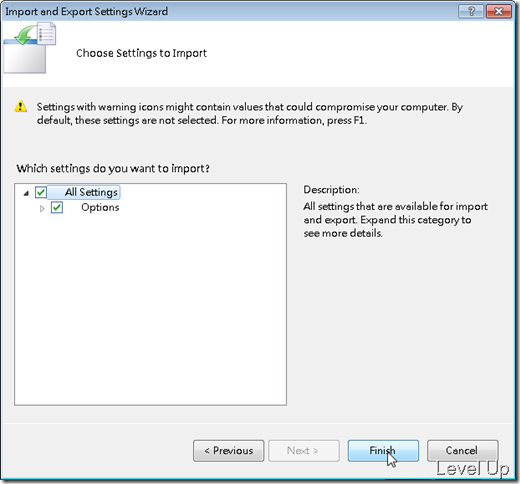 Import and Export Settings Wizard
Choose Settings to Import
Settings with warning icons might contain values that could compromise your computer. By
default, these settings are not selected. For more information, press F1.
Which settings do you want to import?
All Settings
Options
Description:
All settings that are available for import
and export. Expand this category to
see more details.
< Previous
Next >
Finish
Cancel
Level Up